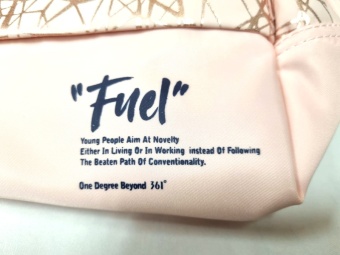 "Fuel"
Young People Aim At Novelty
Either In Living Or In Working instead Of Following
The Beaten Path Of Conventionality.
One Degree Beyond 361°